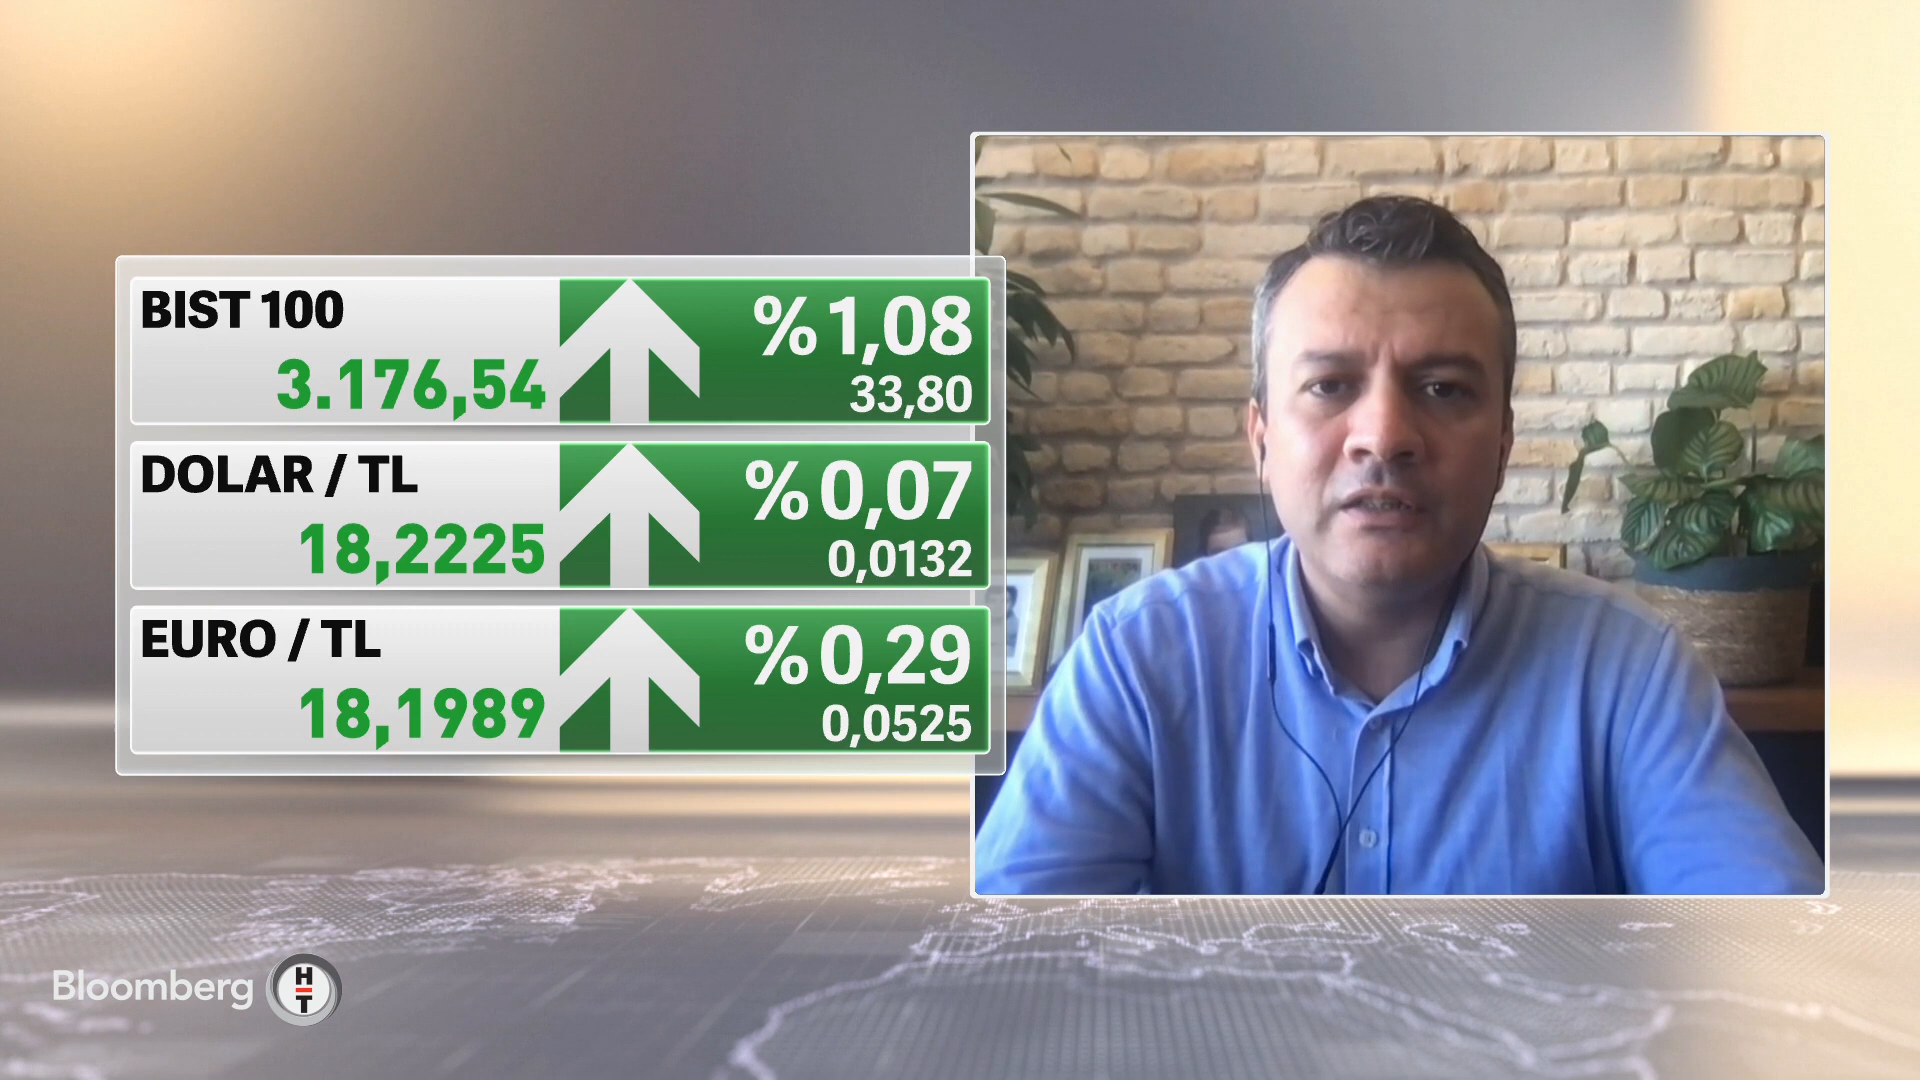 BIST 100
3.176,54
%1,08
33,80
DOLAR / TL
18,2225
%0,07
0,0132
EURO / TL
18,1989
%0,29
0,0525
Bloomberg HT